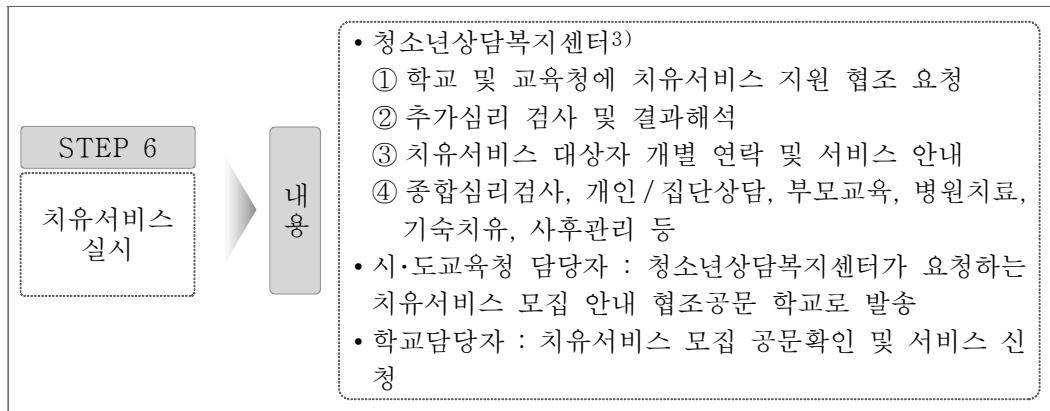 STEP 6
치유서비스
실시
내
용
• 청소년상담복지센터3)
① 학교 및 교육청에 치유서비스 지원 협조 요청
② 추가심리 검사 및 결과해석
③ 치유서비스 대상자 개별 연락 및 서비스 안내
④ 종합심리검사, 개인/집단상담, 부모교육, 병원치료,
기숙치유, 사후관리 등
• 시·도교육청 담당자 : 청소년상담복지센터가 요청하는
치유서비스 모집 안내 협조공문 학교로 발송
• 학교담당자 : 치유서비스 모집 공문확인 및 서비스 신
청